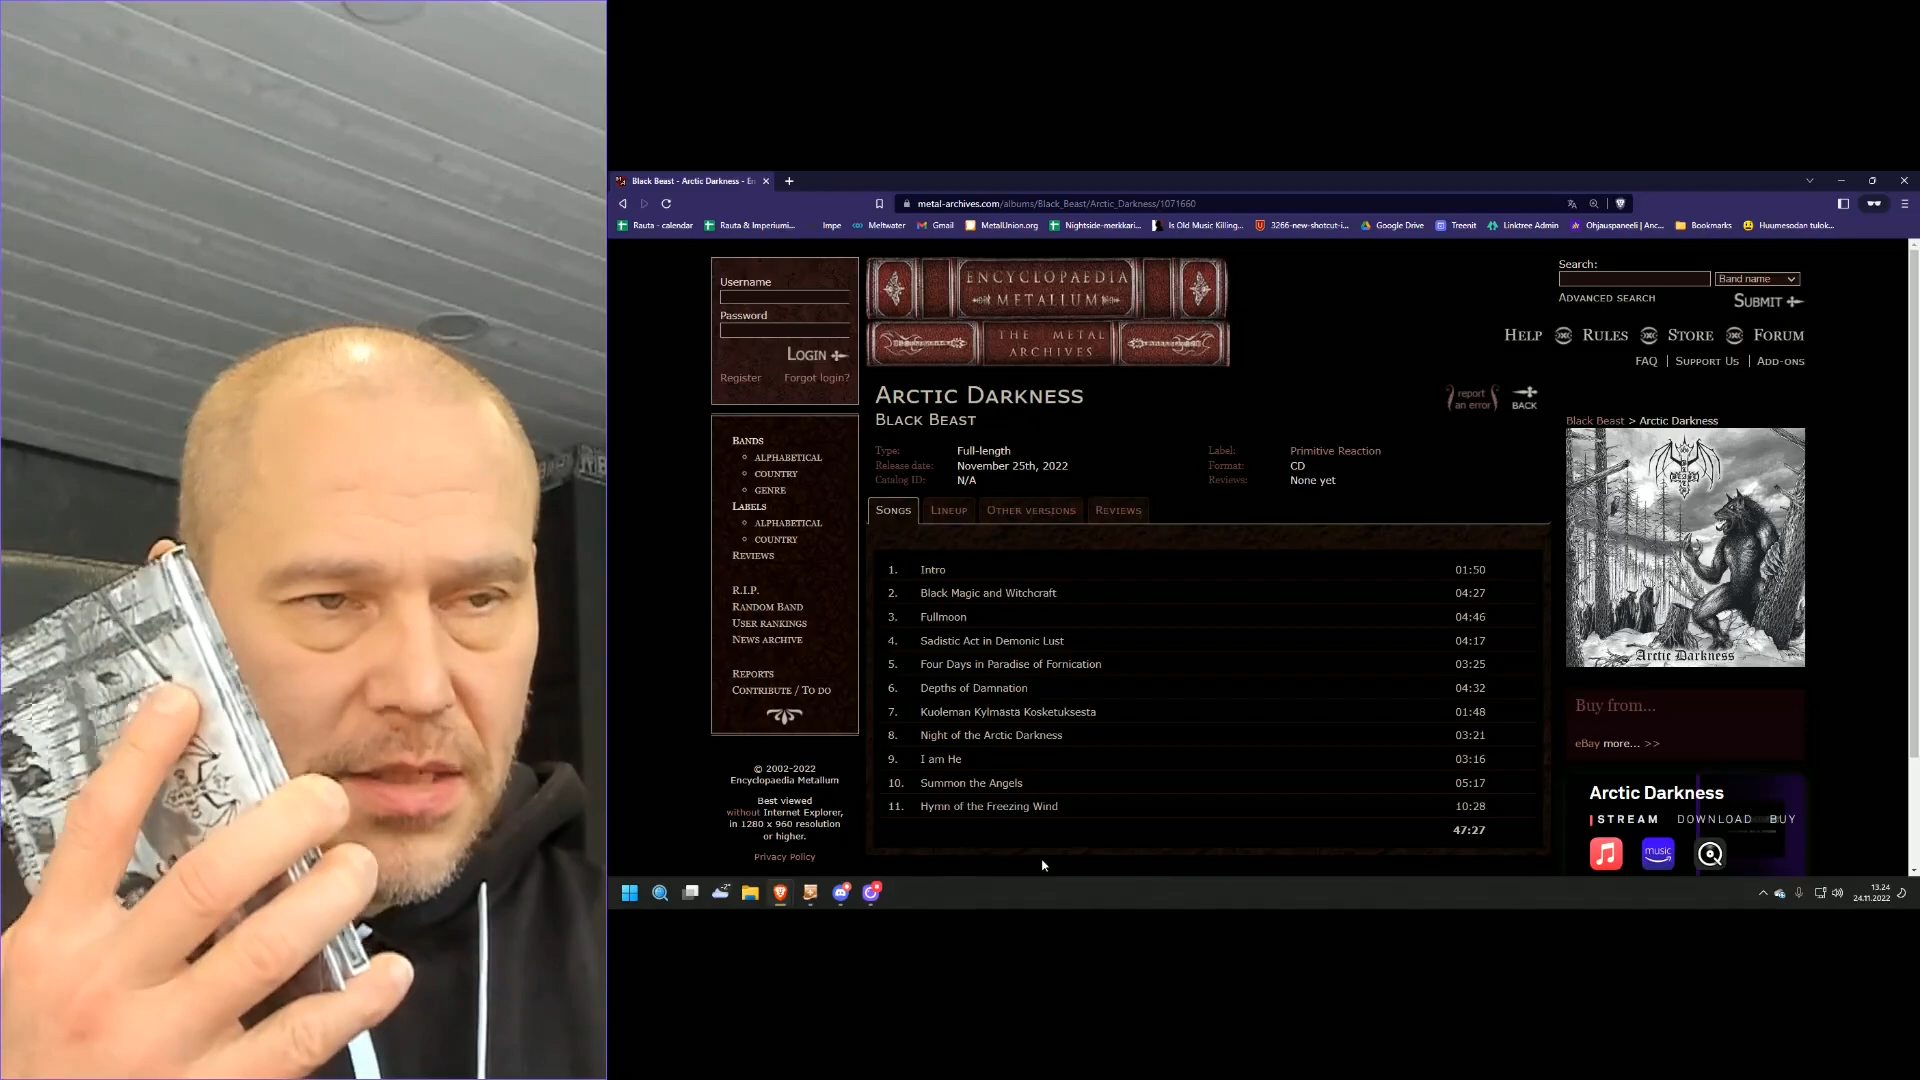 Black Beast - Arctic Darkness - En
metal-archives.com/albums/Black_Beast/Arctic_Darkness/1071660
Rauta - calendar
Rauta & Imperiumi...
Impe
Meltwater
Gmail
MetalUnion.org
Nightside-merkkari...
Is Old Music Killing...
3266-new-shotcut-i...
Google Drive
Treenit
Linktree Admin
Ohjauspaneeli | Anc...
Bookmarks
Huumesodan tulok...
Username
Password
LOGIN
Register Forgot login?
ENCYCLOPAEDIA
METALLUM
THE METAL
ARCHIVES
Search:
Band name
ADVANCED SEARCH
SUBMIT
HELP RULES STORE FORUM
FAQ | SUPPORT US | ADD-ONS
ARCTIC DARKNESS
BLACK BEAST
report
an error
BACK
Type: Full-length
Release date: November 25th, 2022
Catalog ID: N/A
Label: Primitive Reaction
Format: CD
Reviews: None yet
SONGS LINEUP OTHER VERSIONS REVIEWS
1. Intro 01:50
2. Black Magic and Witchcraft 04:27
3. Fullmoon 04:46
4. Sadistic Act in Demonic Lust 04:17
5. Four Days in Paradise of Fornication 03:25
6. Depths of Damnation 04:32
7. Kuoleman Kylmästä Kosketuksesta 01:48
8. Night of the Arctic Darkness 03:21
9. I am He 03:16
10. Summon the Angels 05:17
11. Hymn of the Freezing Wind 10:28
47:27
BANDS
ALPHABETICAL
COUNTRY
GENRE
LABELS
ALPHABETICAL
COUNTRY
REVIEWS
R.I.P.
RANDOM BAND
USER RANKINGS
NEWS ARCHIVE
REPORTS
CONTRIBUTE / TO DO
© 2002-2022
Encyclopaedia Metallum
Best viewed
without Internet Explorer,
in 1280 x 960 resolution
or higher.
Privacy Policy
Black Beast > Arctic Darkness
Arctic Darkness
Buy from...
eBay more... >>
Arctic Darkness
STREAM DOWNLOAD BUY
music
-2°
13.24
24.11.2022